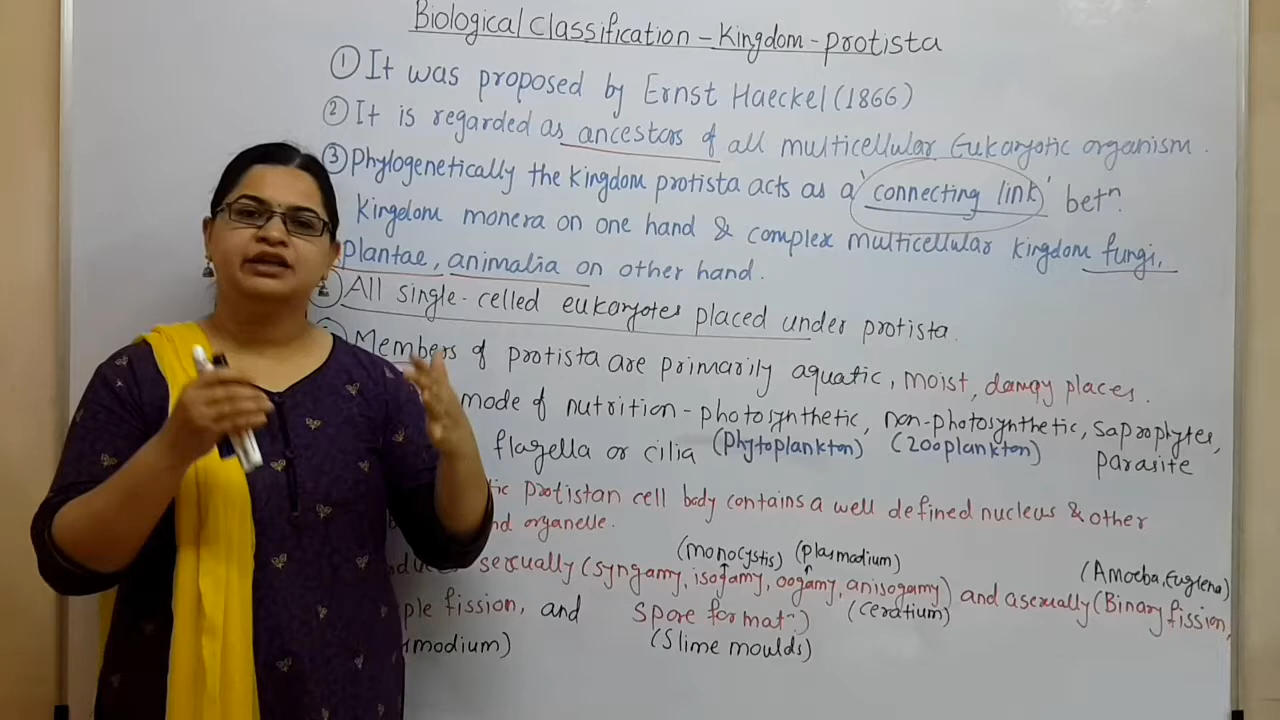 Biological Classification - Kingdom - protista
① It was proposed by Ernst Haeckel (1866)
② It is regarded as ancestors of all multicellular Eukaryotic organism.
③ Phylogenetically the kingdom protista acts as a 'connecting link' betn.
Kingdom monera on one hand & complex multicellular kingdom fungi,
plantae, animalia on other hand.
All single-celled eukaryotes placed under protista.
Members of protista are primarily aquatic, moist, damqy places.
mode of nutrition - photosynthetic, non-photosynthetic, saprophytes,
flagella or cilia (Phytoplankton) (Zooplankton) parasite
protistan cell body contains a well defined nucleus & other
organelle.
(monocystis) (plasmodium) (Amoeba, Euglena)
sexually (syngamy, isogamy, oogamy, anisogamy) and asexually (Binary fission,
fission, and spore formatn) (ceratium)
(Slime moulds)